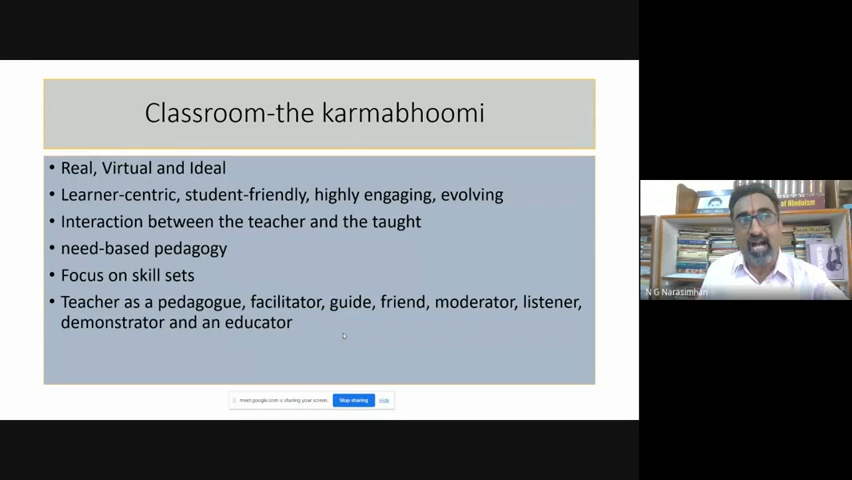 Classroom-the karmabhoomi
• Real, Virtual and Ideal
• Learner-centric, student-friendly, highly engaging, evolving
• Interaction between the teacher and the taught
• need-based pedagogy
• Focus on skill sets
• Teacher as a pedagogue, facilitator, guide, friend, moderator, listener,
demonstrator and an educator
meet.google.com is sharing your screen. Stop sharing Hide
of Hinduism
N G Narasimhan